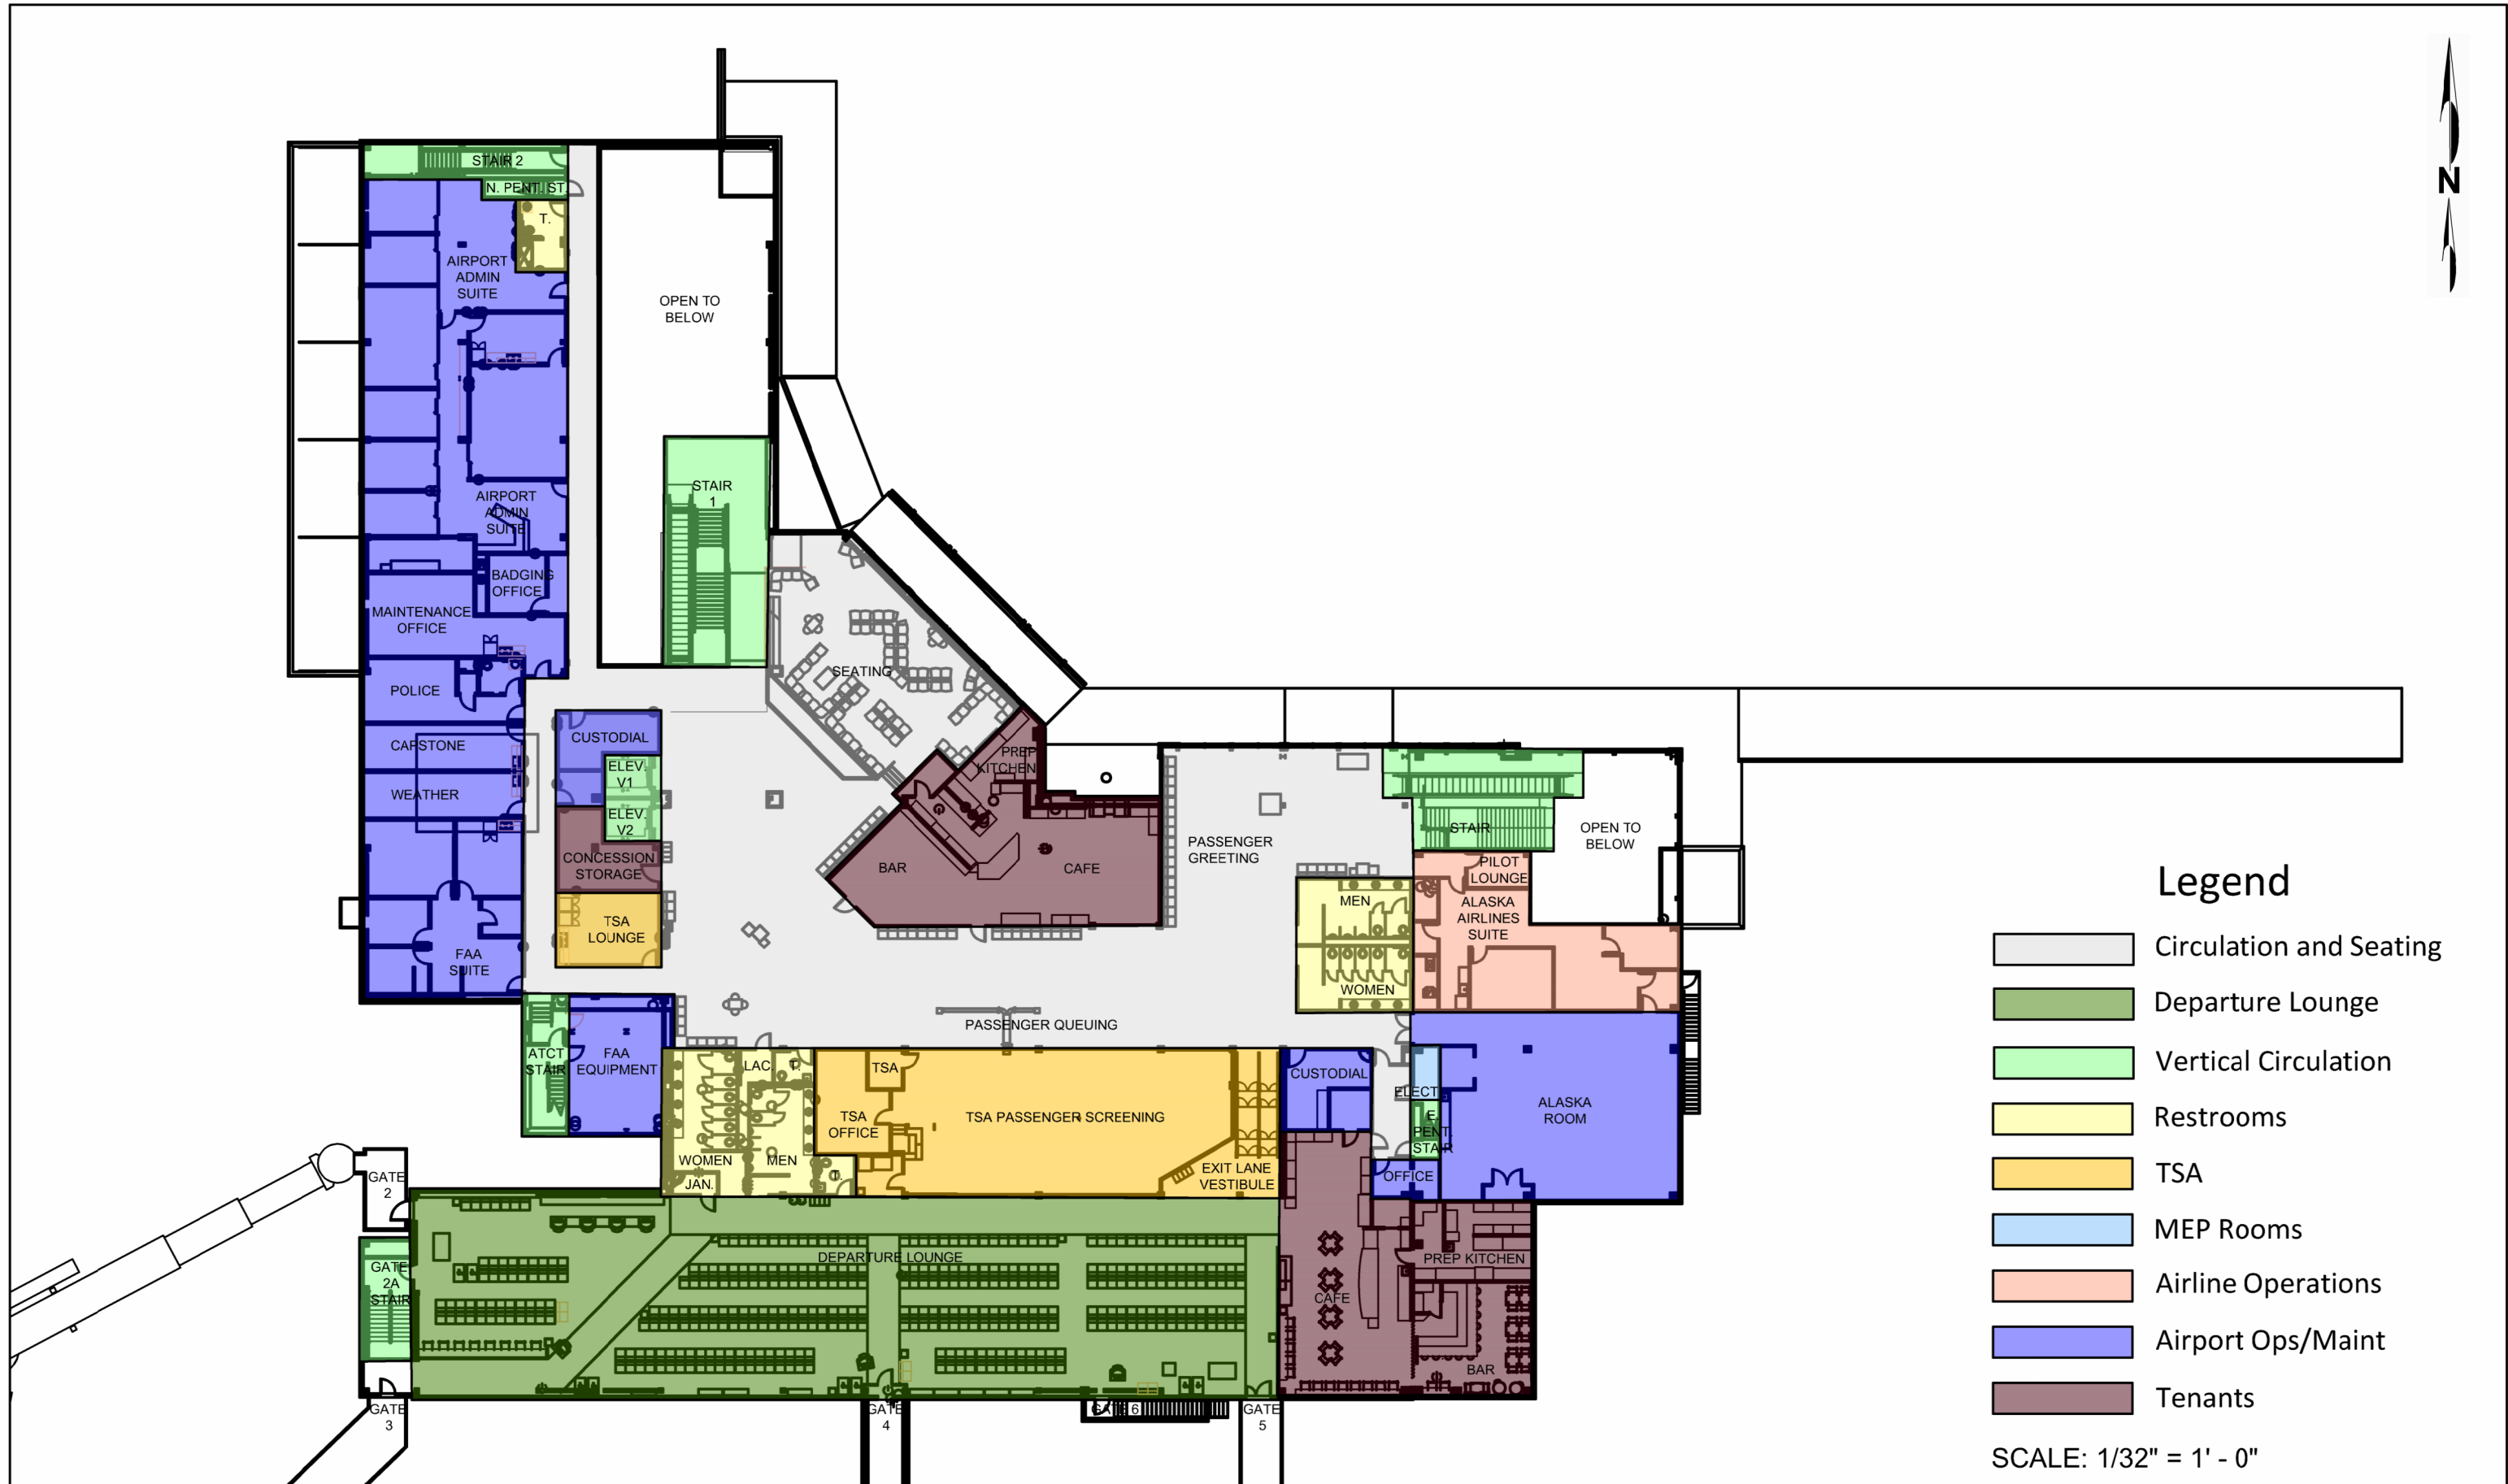 N
STAIR 2
N. PENT. ST.
T.
AIRPORT
ADMIN
SUITE
OPEN TO
BELOW
STAIR
1
AIRPORT
ADMIN
SUITE
BADGING
OFFICE
MAINTENANCE
OFFICE
SEATING
POLICE
CUSTODIAL
CAPSTONE
PREP
KITCHEN
ELEV.
V1
WEATHER
ELEV.
V2
STAIR
OPEN TO
BELOW
PASSENGER
GREETING
CONCESSION
STORAGE
BAR
CAFE
PILOT
LOUNGE
MEN
ALASKA
AIRLINES
SUITE
TSA
LOUNGE
FAA
SUITE
WOMEN
PASSENGER QUEUING
ATCT
STAIR
FAA
EQUIPMENT
LAC.
T.
TSA
CUSTODIAL
ELECT
ALASKA
ROOM
TSA
OFFICE
TSA PASSENGER SCREENING
E.
PENT.
STAIR
WOMEN
MEN
JAN.
T.
EXIT LANE
VESTIBULE
OFFICE
GATE
2
DEPARTURE LOUNGE
PREP KITCHEN
GATE
2A
STAIR
CAFE
BAR
GATE
3
GATE
4
GATE 6
GATE
5
Legend
Circulation and Seating
Departure Lounge
Vertical Circulation
Restrooms
TSA
MEP Rooms
Airline Operations
Airport Ops/Maint
Tenants
SCALE: 1/32" = 1' - 0"